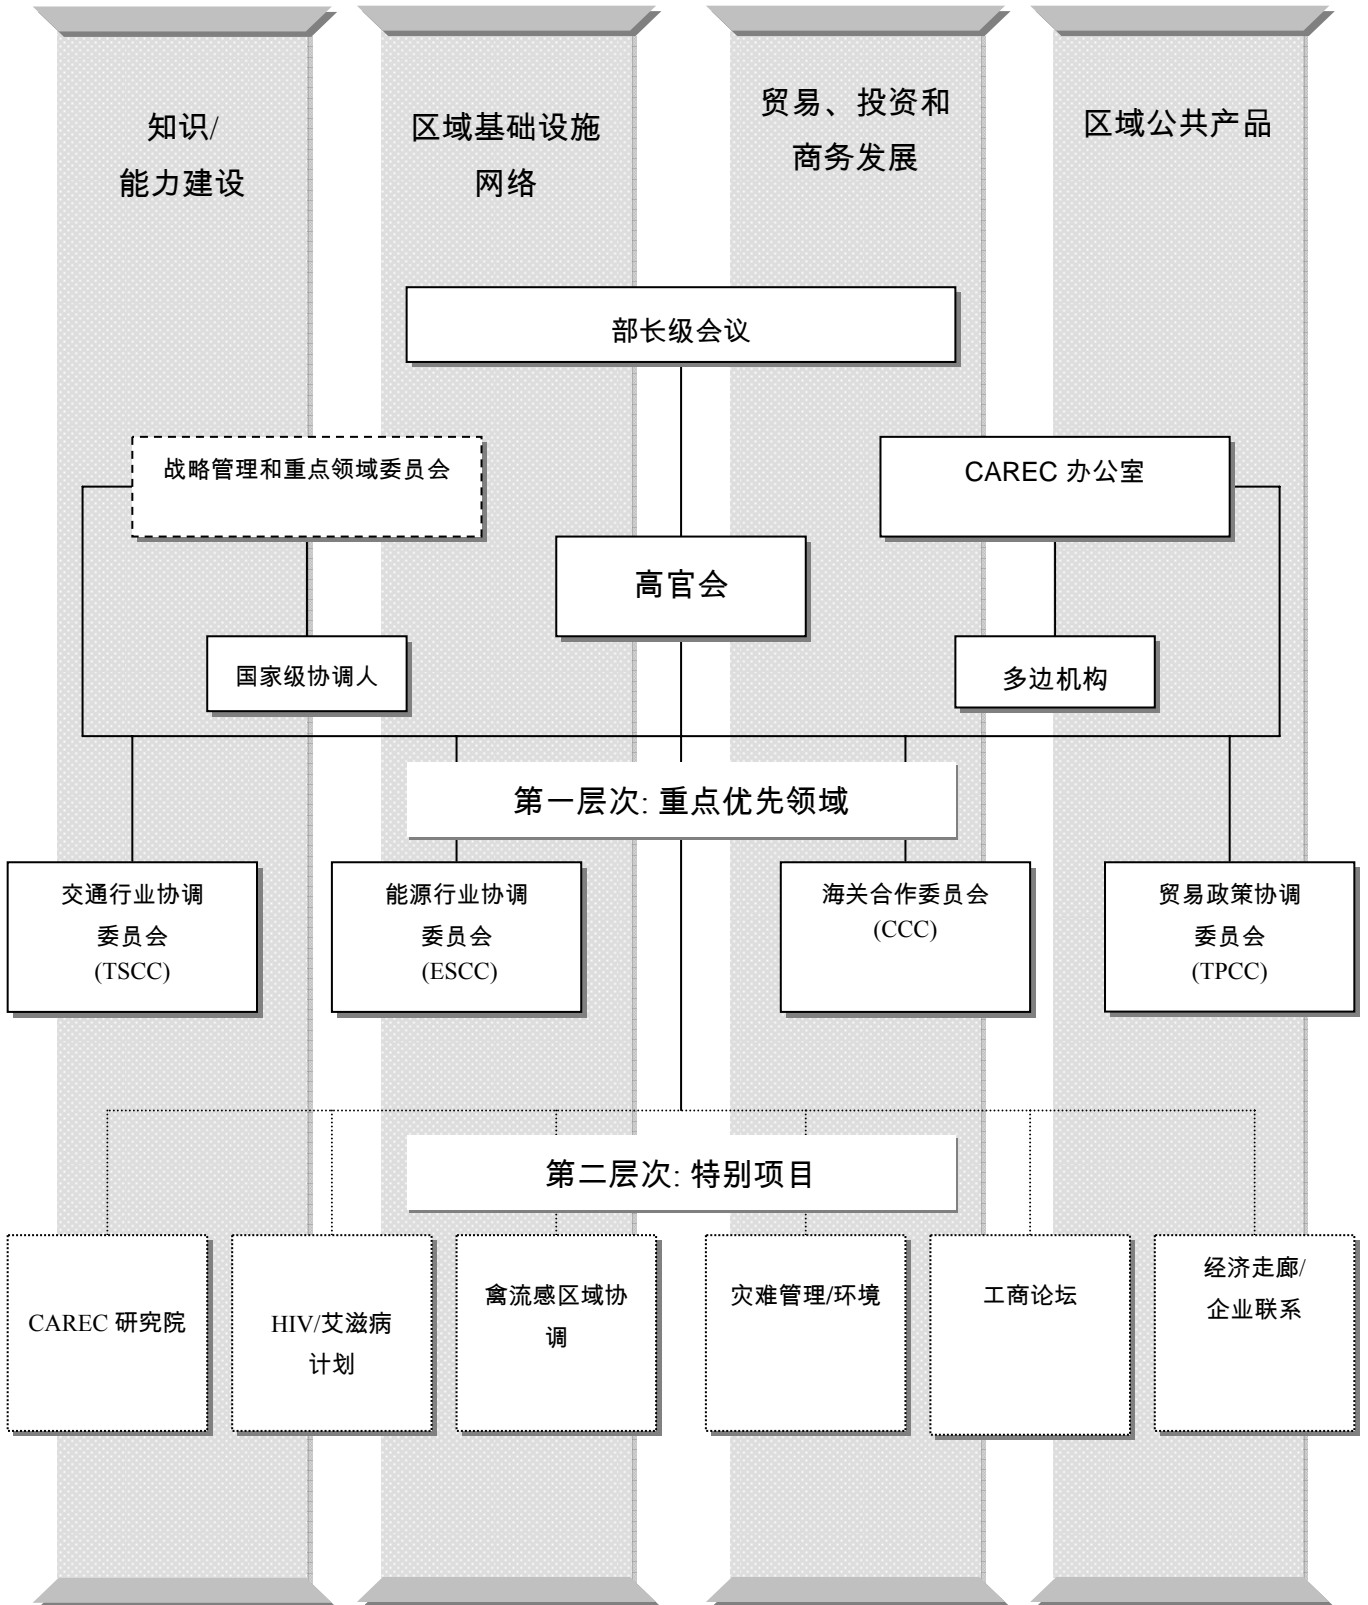 知识/
能力建设
区域基础设施
网络
贸易、投资和
商务发展
区域公共产品
部长级会议
战略管理和重点领域委员会
CAREC 办公室
高官会
国家级协调人
多边机构
第一层次: 重点优先领域
交通行业协调
委员会
(TSCC)
能源行业协调
委员会
(ESCC)
海关合作委员会
(CCC)
贸易政策协调
委员会
(TPCC)
第二层次: 特别项目
CAREC 研究院
HIV/艾滋病
计划
禽流感区域协
调
灾难管理/环境
工商论坛
经济走廊/
企业联系